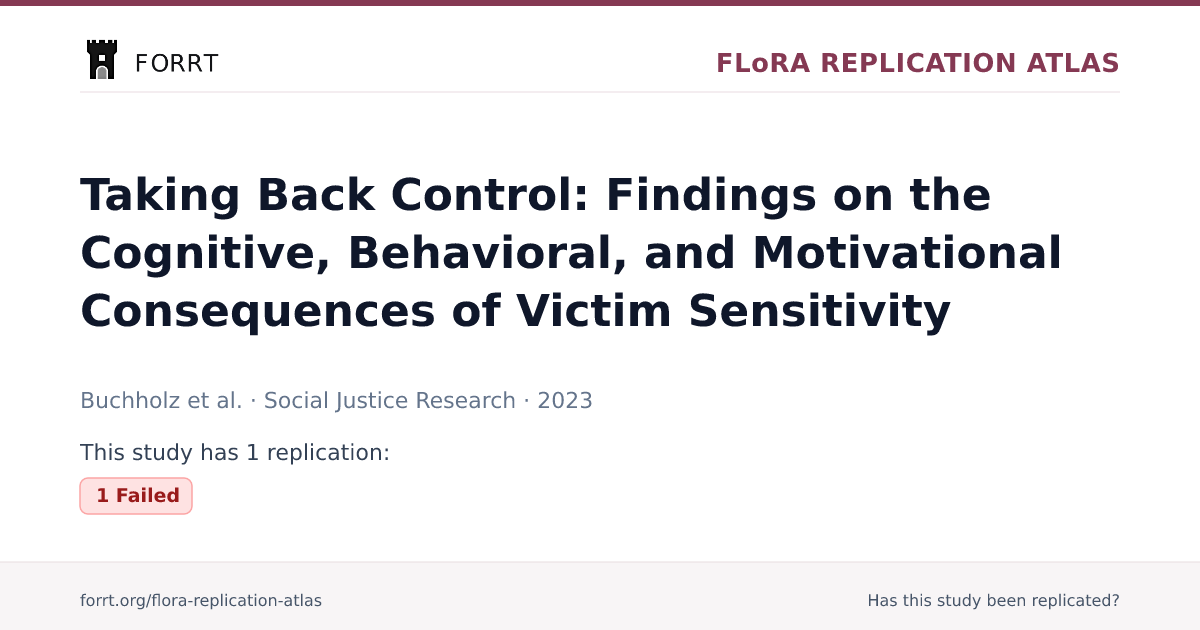 FORRT
FLoRA REPLICATION ATLAS
Taking Back Control: Findings on the
Cognitive, Behavioral, and Motivational
Consequences of Victim Sensitivity
Buchholz et al. · Social Justice Research · 2023
This study has 1 replication:
1 Failed
forrt.org/flora-replication-atlas
Has this study been replicated?